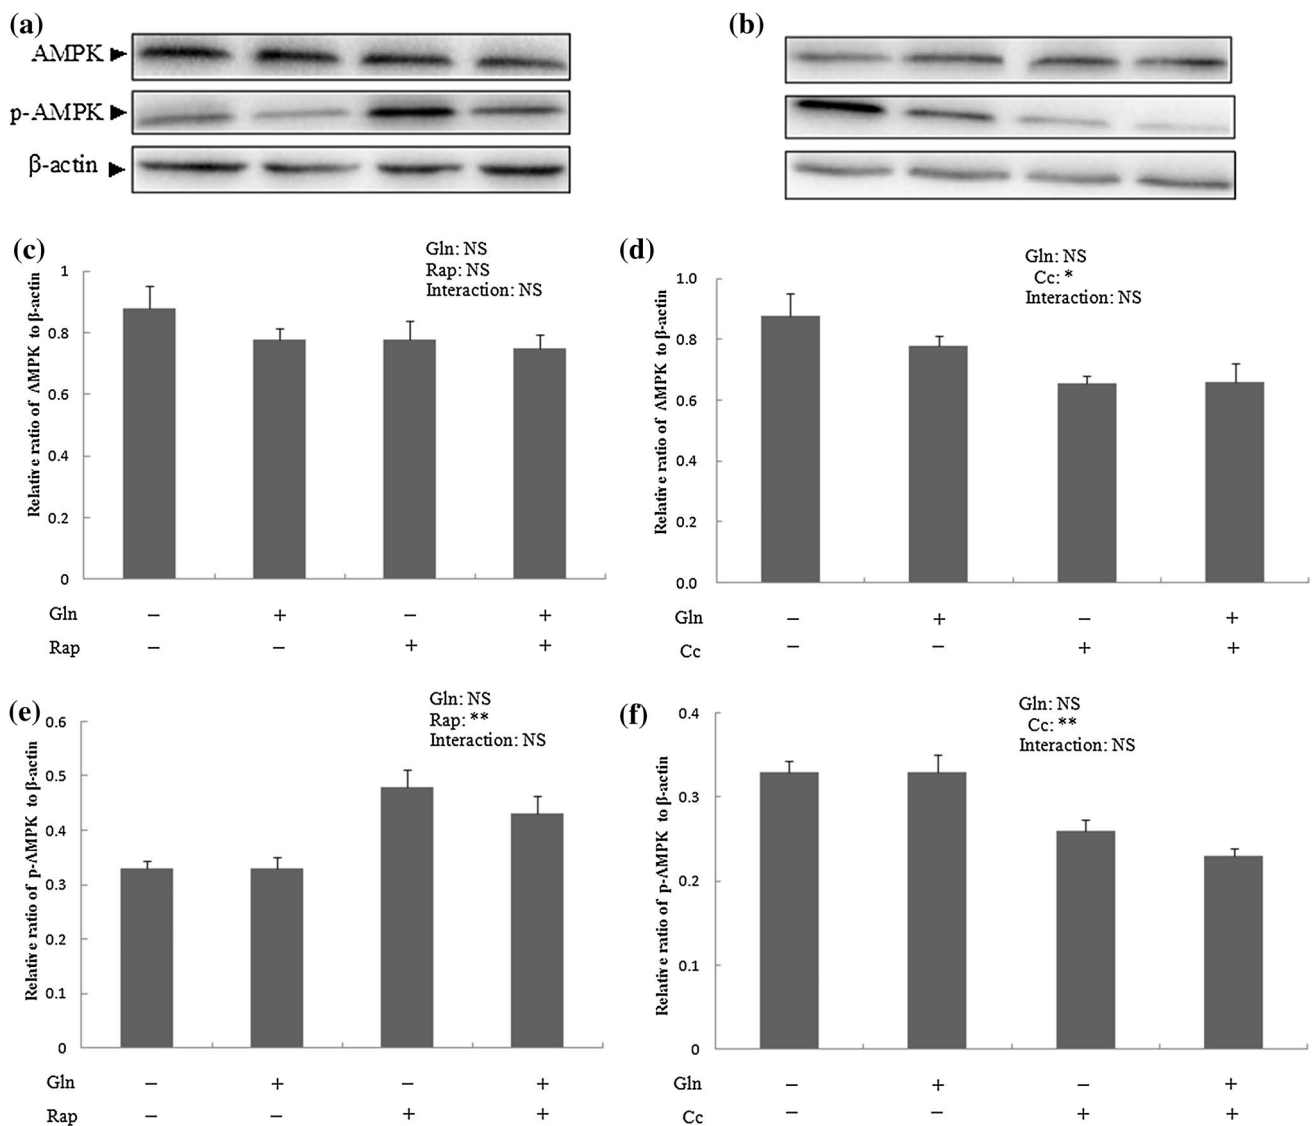 (a)
AMPK
p-AMPK
β-actin
(b)
(c)
Gln: NS
Rap: NS
Interaction: NS
Relative ratio of AMPK to β-actin
1
0.8
0.6
0.4
0.2
0
Gln − + − +
Rap − − + +
(d)
Gln: NS
Cc: *
Interaction: NS
Relative ratio of AMPK to β-actin
1.0
0.8
0.6
0.4
0.2
0.0
Gln − + − +
Cc − − + +
(e)
Gln: NS
Rap: **
Interaction: NS
Relative ratio of p-AMPK to β-actin
0.6
0.5
0.4
0.3
0.2
0.1
0
Gln − + − +
Rap − − + +
(f)
Gln: NS
Cc: **
Interaction: NS
Relative ratio of p-AMPK to β-actin
0.4
0.3
0.2
0.1
0
Gln − + − +
Cc − − + +